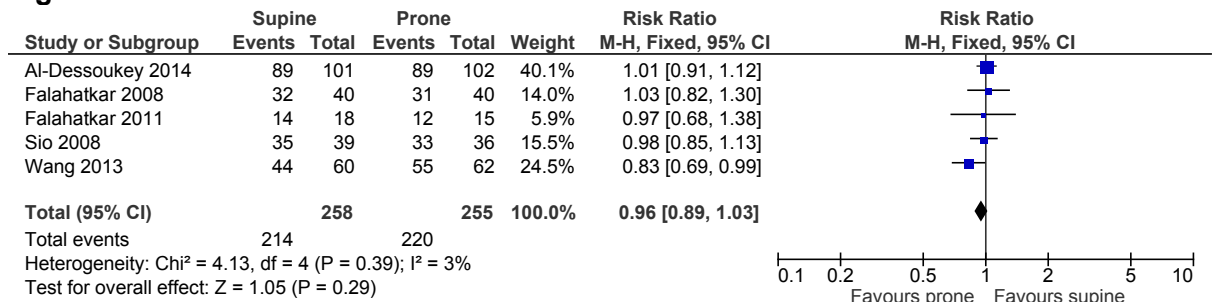 Supine Prone Risk Ratio Risk Ratio
Study or Subgroup Events Total Events Total Weight M-H, Fixed, 95% CI M-H, Fixed, 95% CI
Al-Dessoukey 2014 89 101 89 102 40.1% 1.01 [0.91, 1.12]
Falahatkar 2008 32 40 31 40 14.0% 1.03 [0.82, 1.30]
Falahatkar 2011 14 18 12 15 5.9% 0.97 [0.68, 1.38]
Sio 2008 35 39 33 36 15.5% 0.98 [0.85, 1.13]
Wang 2013 44 60 55 62 24.5% 0.83 [0.69, 0.99]
Total (95% CI) 258 255 100.0% 0.96 [0.89, 1.03]
Total events 214 220
Heterogeneity: Chi² = 4.13, df = 4 (P = 0.39); I² = 3%
Test for overall effect: Z = 1.05 (P = 0.29)
0.1 0.2 0.5 1 2 5 10
Favours prone Favours supine